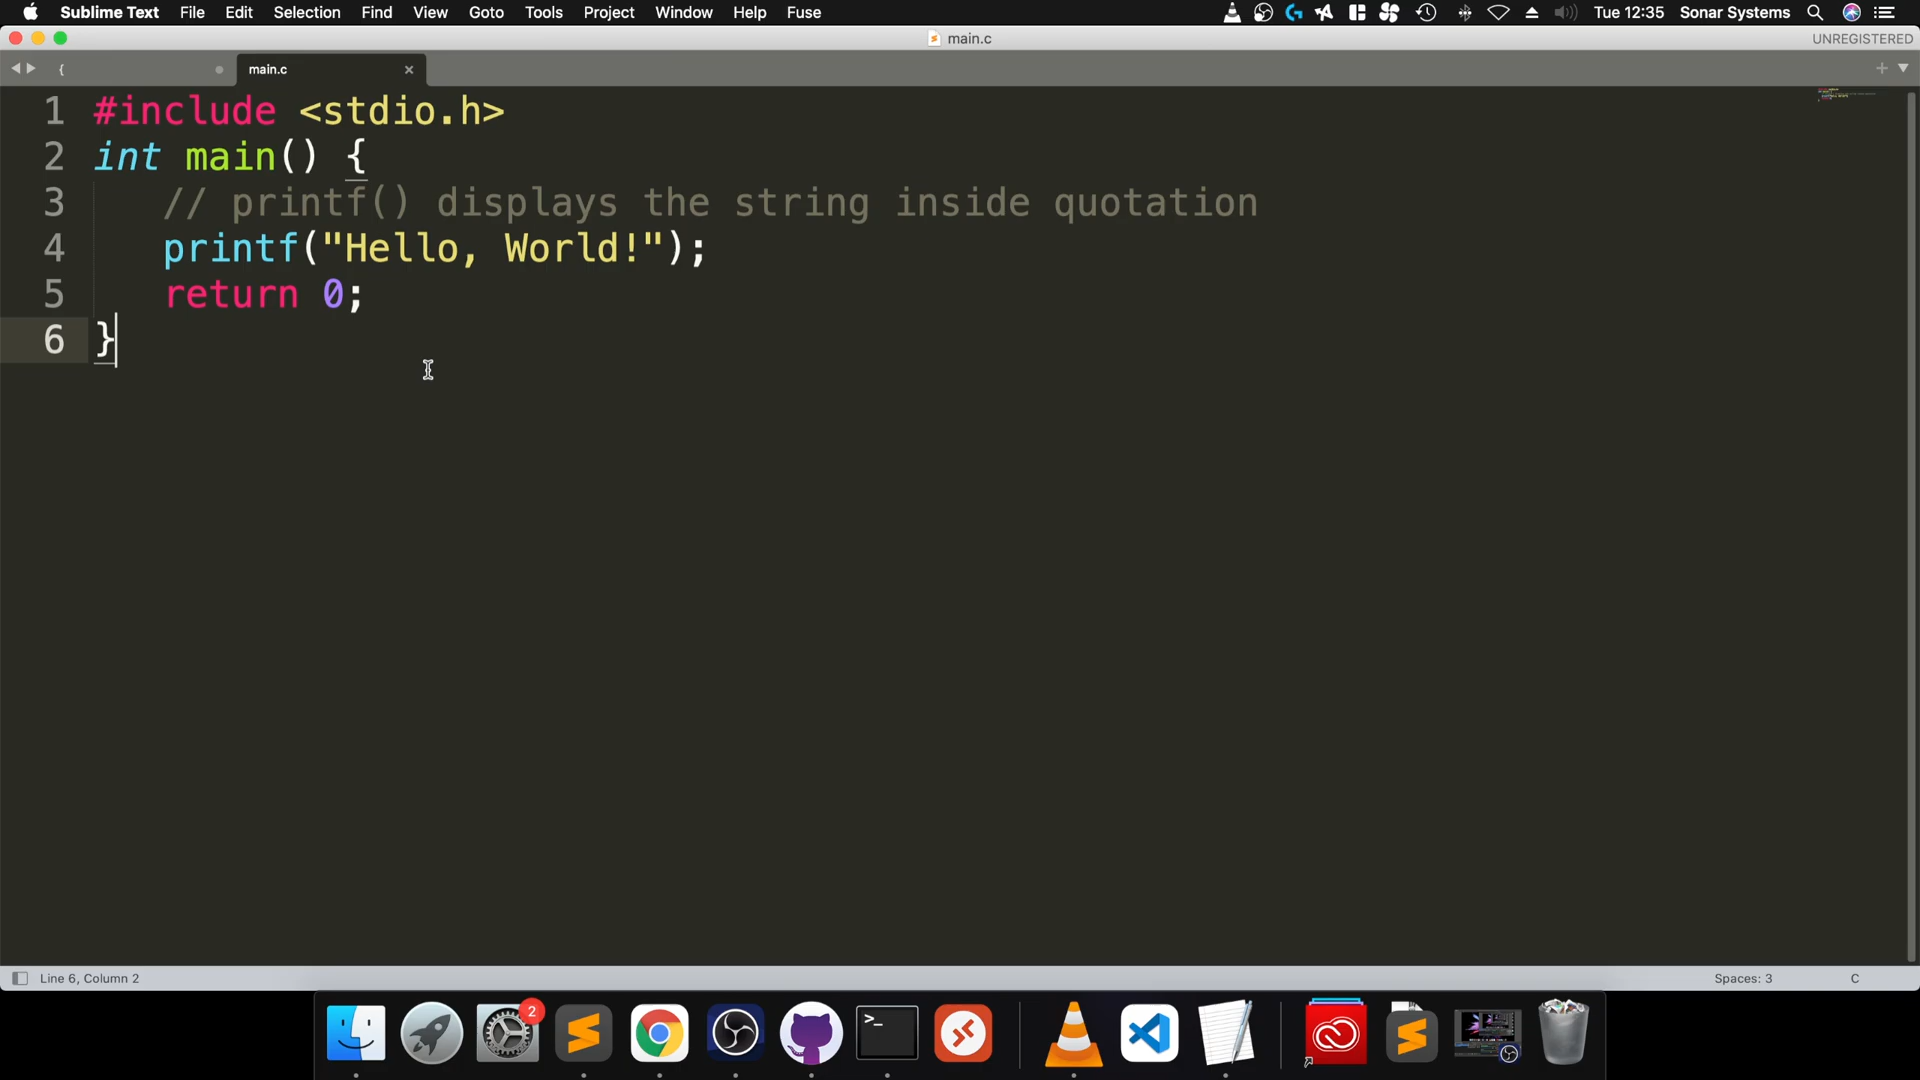 Sublime Text File Edit Selection Find View Goto Tools Project Window Help Fuse Tue 12:35 Sonar Systems
main.c UNREGISTERED
{ main.c
1 #include <stdio.h>
2 int main() {
3 // printf() displays the string inside quotation
4 printf("Hello, World!");
5 return 0;
6 }
Line 6, Column 2 Spaces: 3 C
2
>_